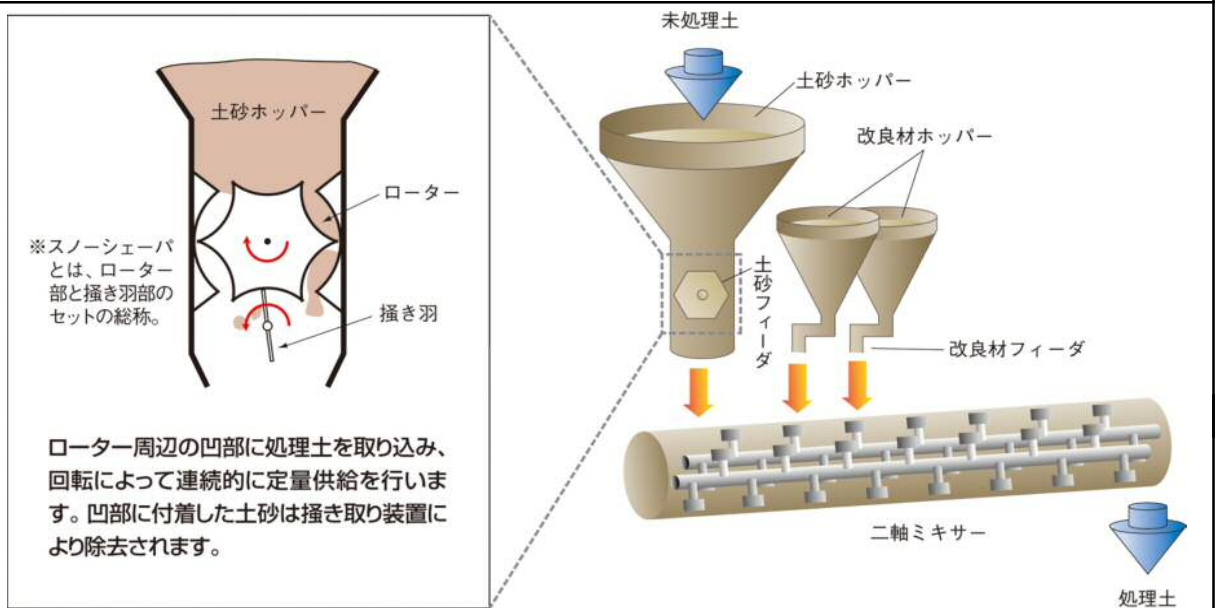 土砂ホッパー
ローター
※スノーシェーパ
とは、ローター
部と掻き羽部の
セットの総称。
掻き羽
ローター周辺の凹部に処理土を取り込み、
回転によって連続的に定量供給を行いま
す。凹部に付着した土砂は掻き取り装置に
より除去されます。
未処理土
土砂ホッパー
改良材ホッパー
土砂フィーダ
改良材フィーダ
二軸ミキサー
処理土